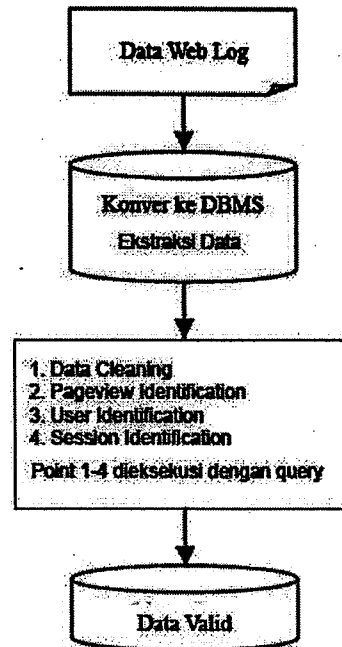 Data Web Log
Konver ke DBMS
Ekstraksi Data
1. Data Cleaning
2. Pageview Identification
3. User Identification
4. Session Identification
Point 1-4 dieksekusi dengan query
Data Valid